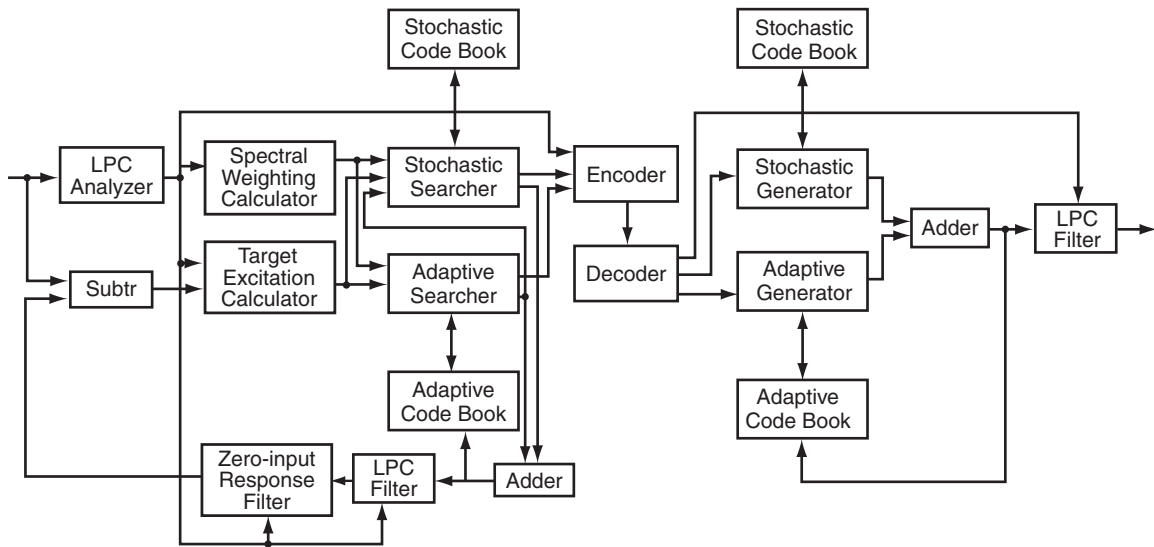 Stochastic
Code Book
Stochastic
Code Book
LPC
Analyzer
Spectral
Weighting
Calculator
Stochastic
Searcher
Encoder
Stochastic
Generator
Adder
LPC
Filter
Subtr
Target
Excitation
Calculator
Adaptive
Searcher
Decoder
Adaptive
Generator
Adaptive
Code Book
Adaptive
Code Book
Zero-input
Response
Filter
LPC
Filter
Adder